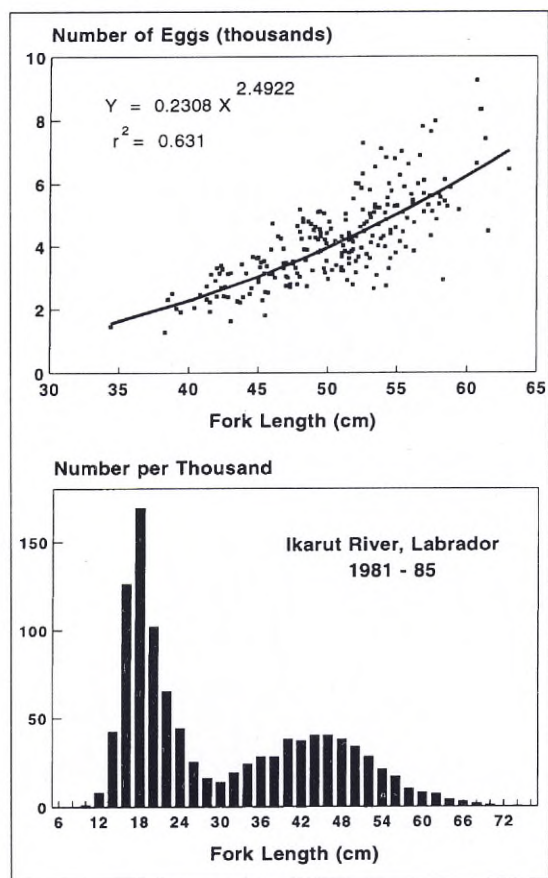 Number of Eggs (thousands)
10
8
6
4
2
0
Y = 0.2308 X^2.4922
r^2 = 0.631
30 35 40 45 50 55 60 65
Fork Length (cm)
Number per Thousand
150
100
50
0
Ikarut River, Labrador
1981 - 85
6 12 18 24 30 36 42 48 54 60 66 72
Fork Length (cm)